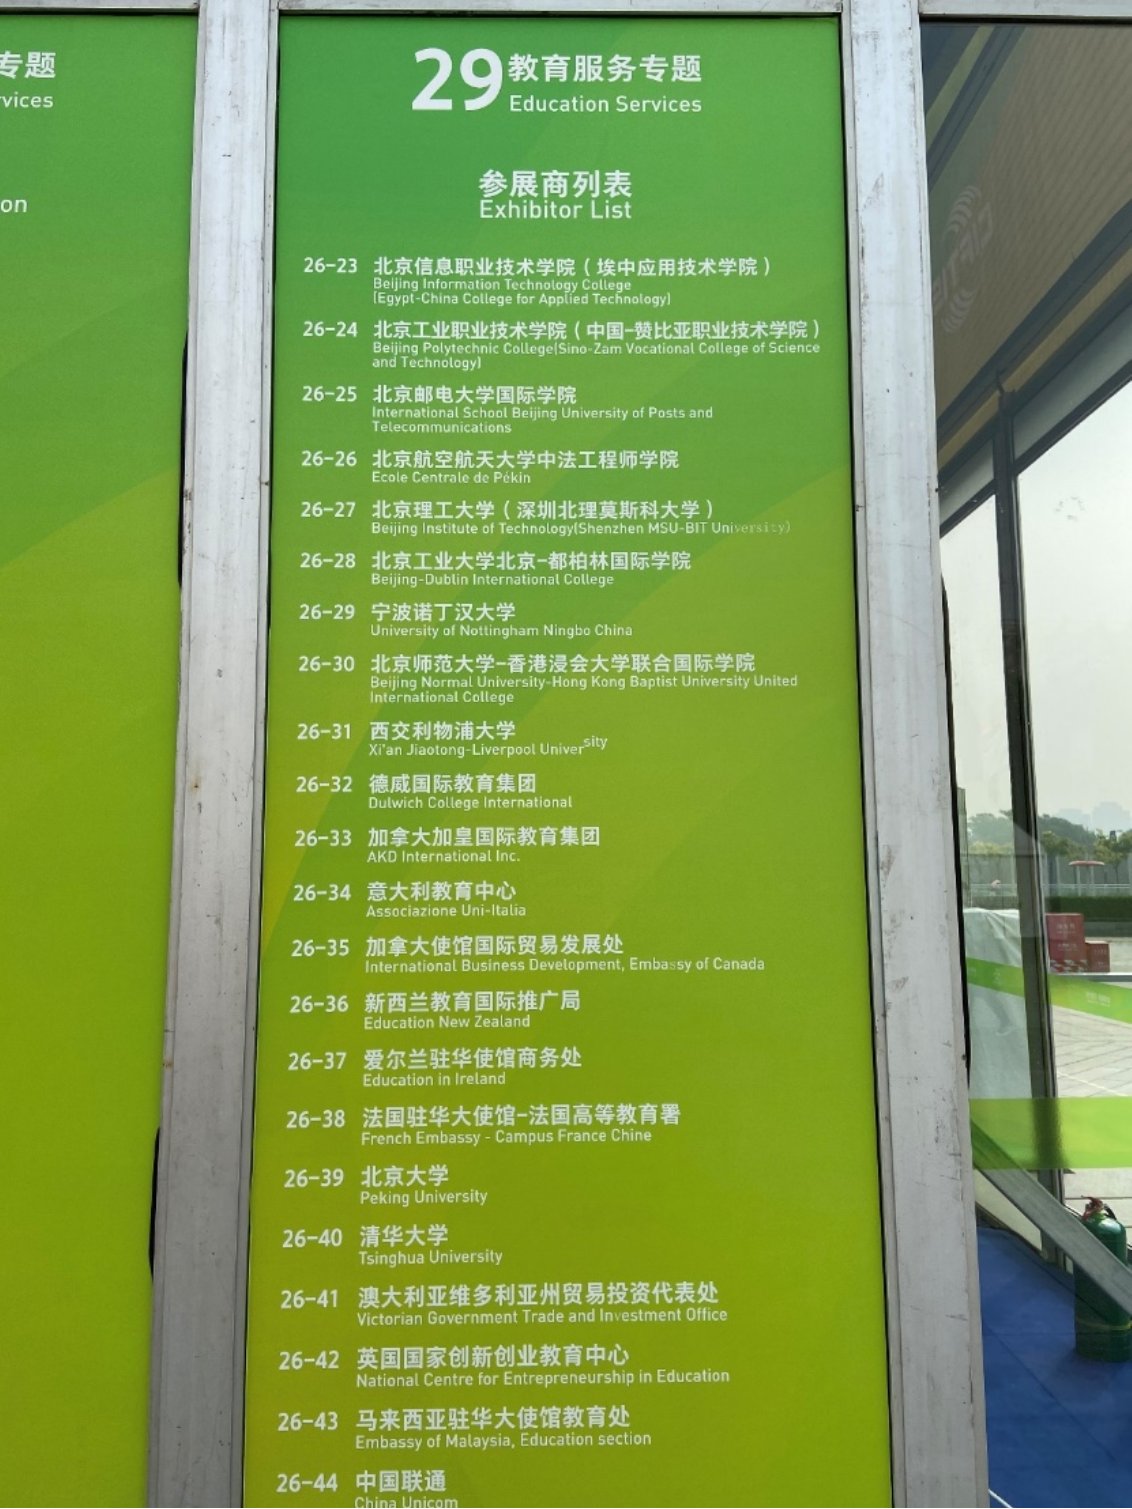 专题
vices
on
29 教育服务专题
Education Services
参展商列表
Exhibitor List
26-23 北京信息职业技术学院（埃中应用技术学院）
Beijing Information Technology College
(Egypt-China College for Applied Technology)
26-24 北京工业职业技术学院（中国-赞比亚职业技术学院）
Beijing Polytechnic College(Sino-Zam Vocational College of Science
and Technology)
26-25 北京邮电大学国际学院
International School Beijing University of Posts and
Telecommunications
26-26 北京航空航天大学中法工程师学院
Ecole Centrale de Pékin
26-27 北京理工大学（深圳北理莫斯科大学）
Beijing Institute of Technology(Shenzhen MSU-BIT University)
26-28 北京工业大学北京-都柏林国际学院
Beijing-Dublin International College
26-29 宁波诺丁汉大学
University of Nottingham Ningbo China
26-30 北京师范大学-香港浸会大学联合国际学院
Beijing Normal University-Hong Kong Baptist University United
International College
26-31 西交利物浦大学
Xi'an Jiaotong-Liverpool University
26-32 德威国际教育集团
Dulwich College International
26-33 加拿大加皇国际教育集团
AKD International Inc.
26-34 意大利教育中心
Associazione Uni-Italia
26-35 加拿大使馆国际贸易发展处
International Business Development, Embassy of Canada
26-36 新西兰教育国际推广局
Education New Zealand
26-37 爱尔兰驻华使馆商务处
Education in Ireland
26-38 法国驻华大使馆-法国高等教育署
French Embassy - Campus France Chine
26-39 北京大学
Peking University
26-40 清华大学
Tsinghua University
26-41 澳大利亚维多利亚州贸易投资代表处
Victorian Government Trade and Investment Office
26-42 英国国家创新创业教育中心
National Centre for Entrepreneurship in Education
26-43 马来西亚驻华大使馆教育处
Embassy of Malaysia, Education section
26-44 中国联通
China Unicom